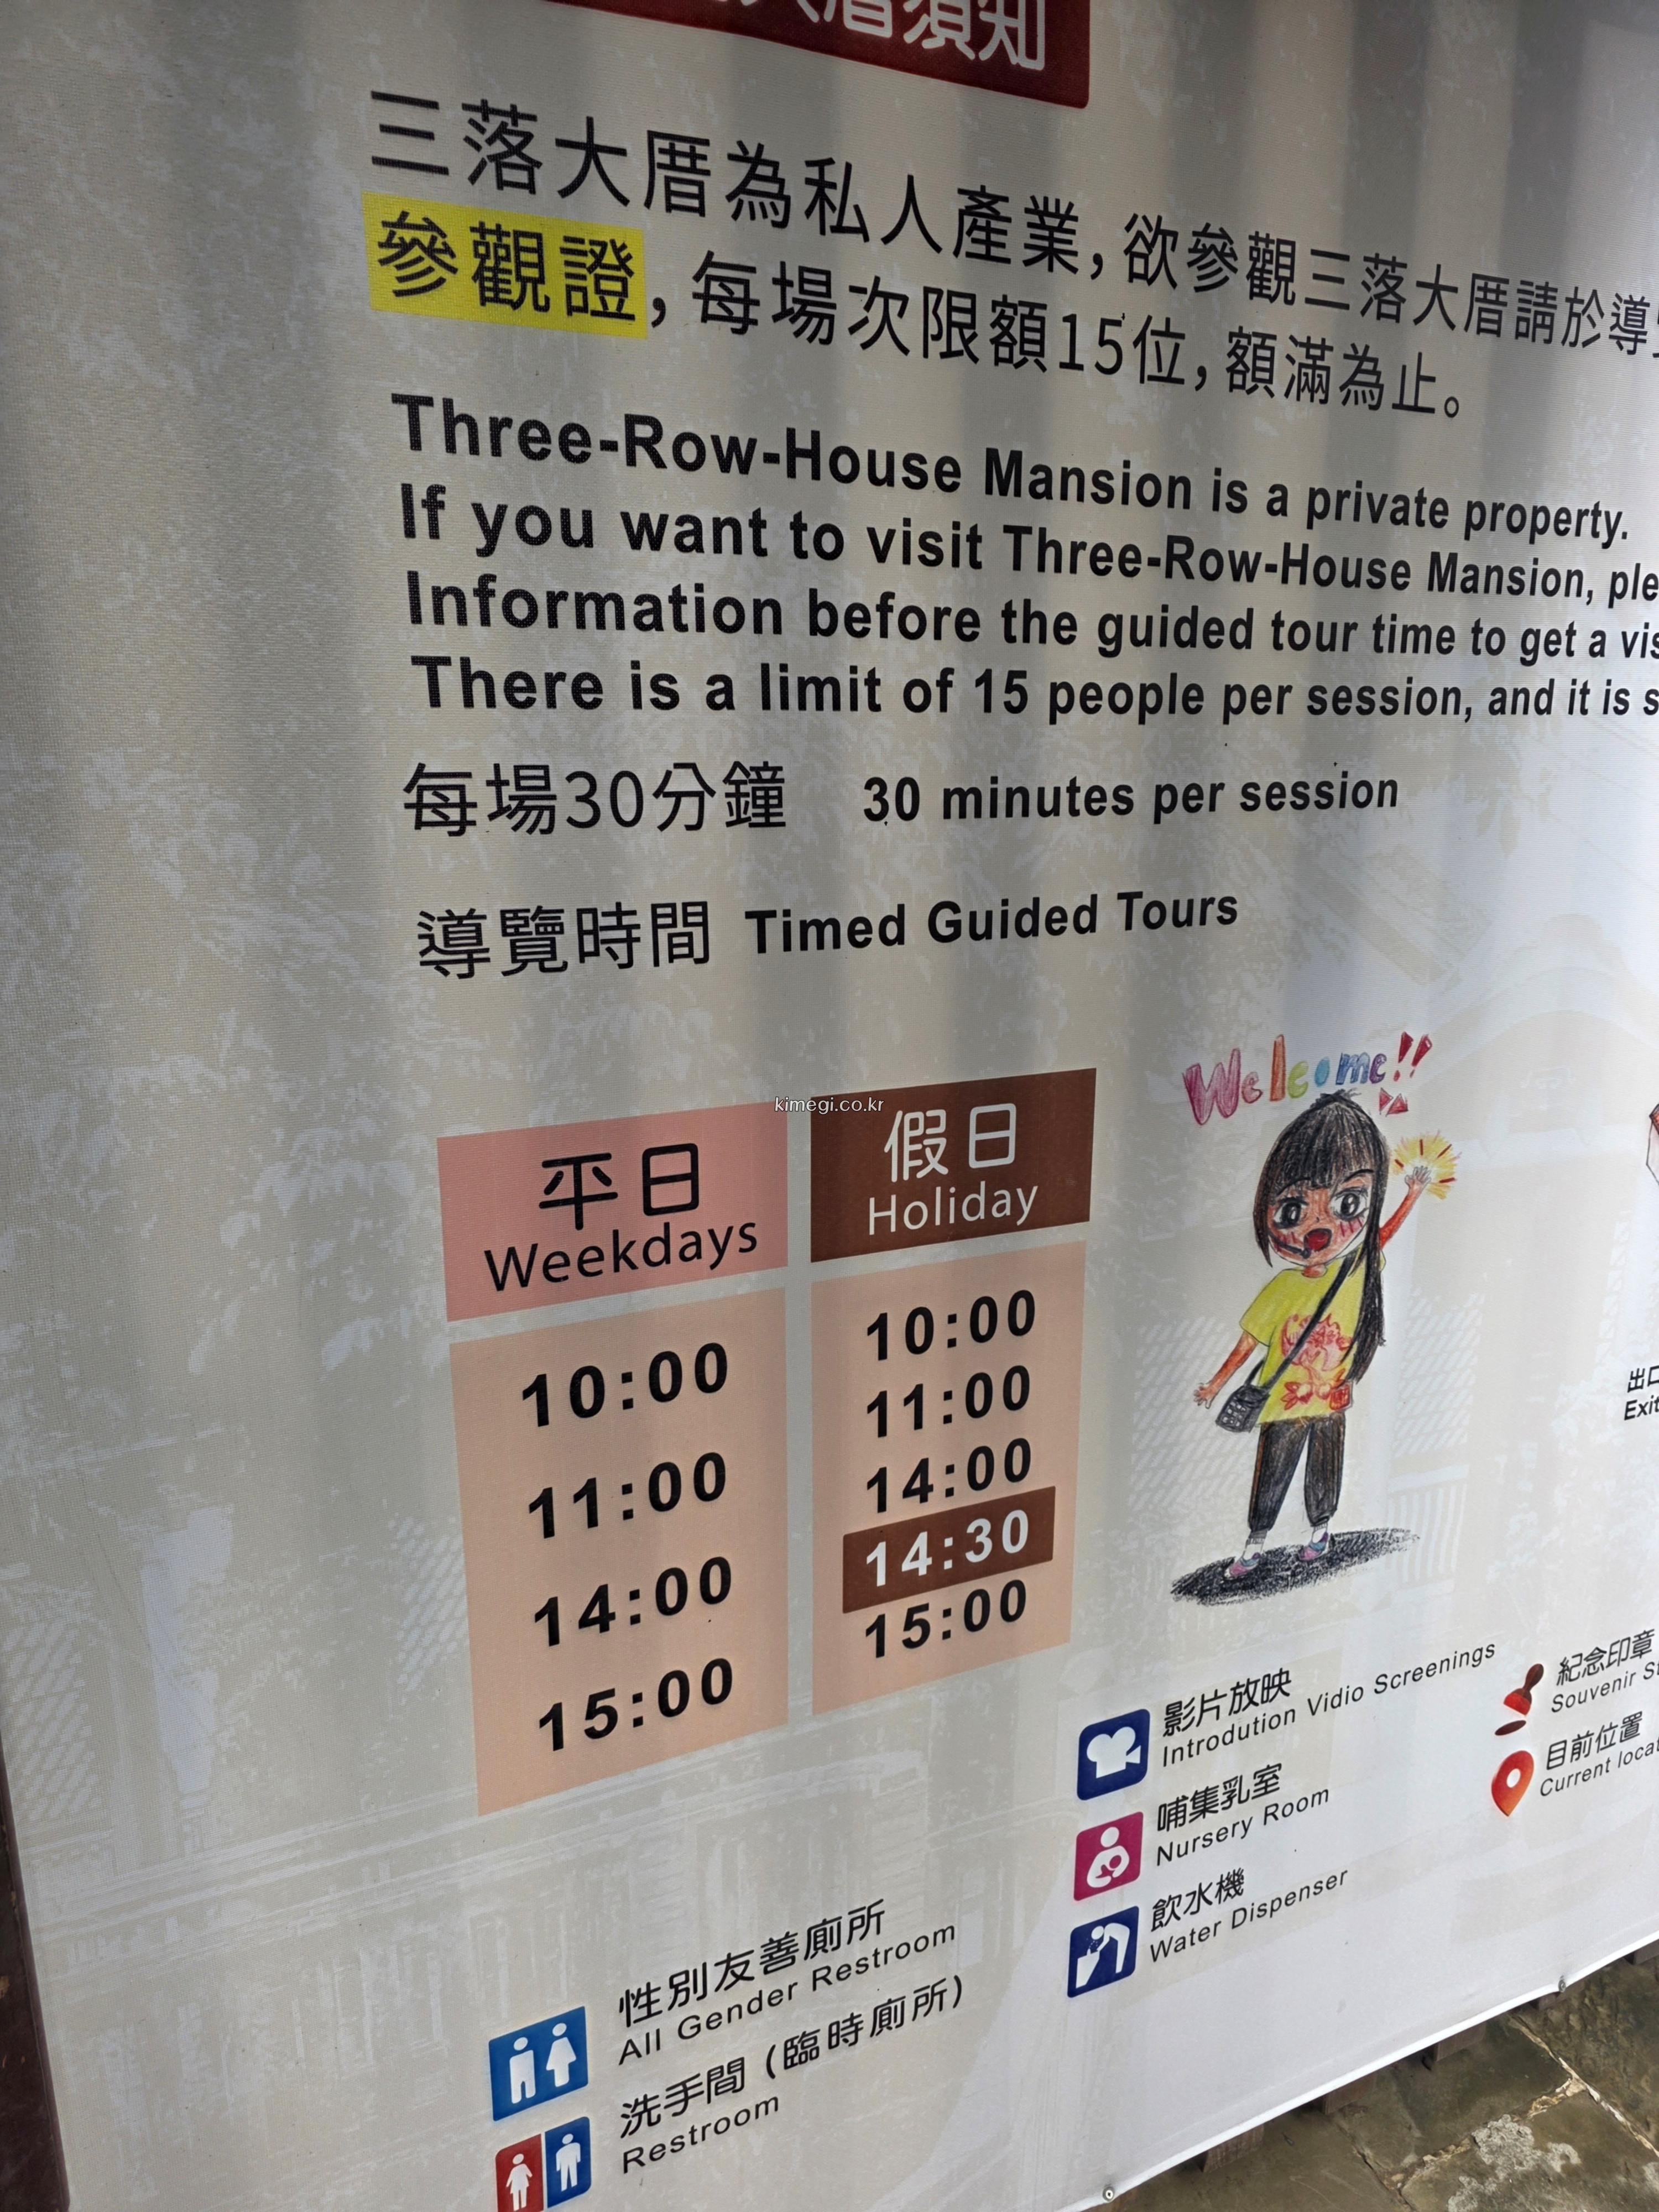 大厝須知
三落大厝為私人產業，欲參觀三落大厝請於導
參觀證，每場次限額15位，額滿為止。
Three-Row-House Mansion is a private property.
If you want to visit Three-Row-House Mansion,
Information before the guided tour time to get a
There is a limit of 15 people per session, and it is
每場30分鐘 30 minutes per session
導覽時間 Timed Guided Tours
Welcome!!
kimegi.co.kr
平日 假日
Weekdays Holiday
10:00 10:00
11:00 11:00
14:00 14:00
14:30
15:00 15:00
出口
Exit
影片放映
Introdution Vidio Screenings
哺集乳室
Nursery Room
飲水機
Water Dispenser
紀念印章
Souvenir
目前位置
Current
性別友善廁所
All Gender Restroom
洗手間（臨時廁所）
Restroom